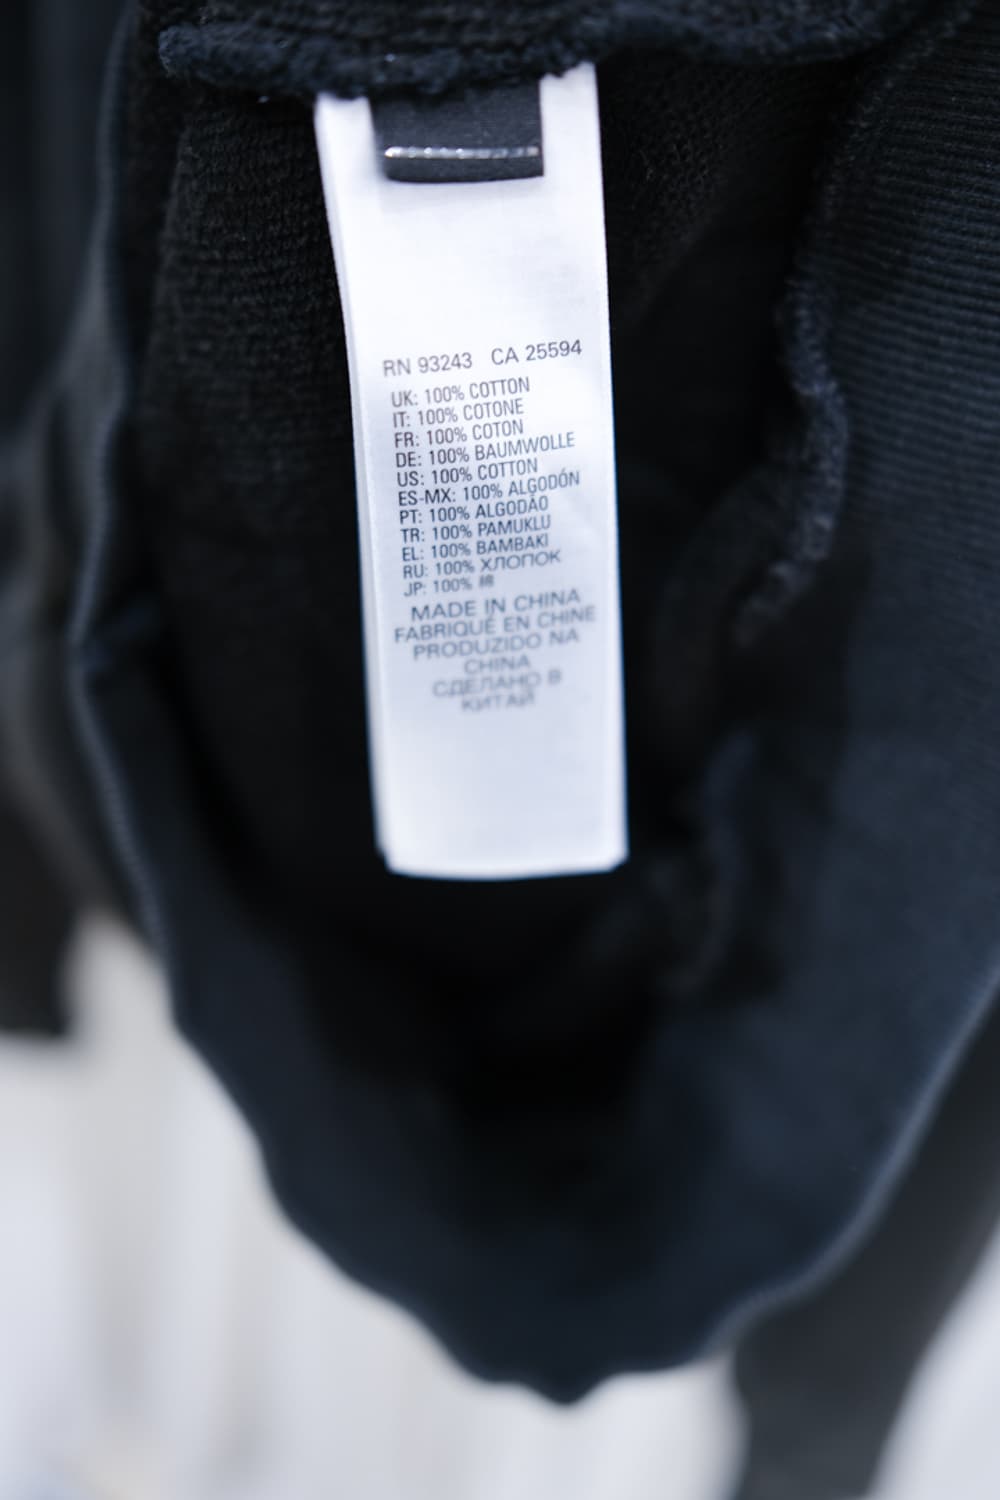 RN 93243 CA 25594
UK: 100% COTTON
IT: 100% COTONE
FR: 100% COTON
DE: 100% BAUMWOLLE
US: 100% COTTON
ES-MX: 100% ALGODÓN
PT: 100% ALGODÃO
TR: 100% PAMUKLU
EL: 100% BAMBAKI
RU: 100% ХЛОПОК
JP: 100% 綿
MADE IN CHINA
FABRIQUÉ EN CHINE
PRODUZIDO NA
CHINA
СДЕЛАНО В
КИТАЙ